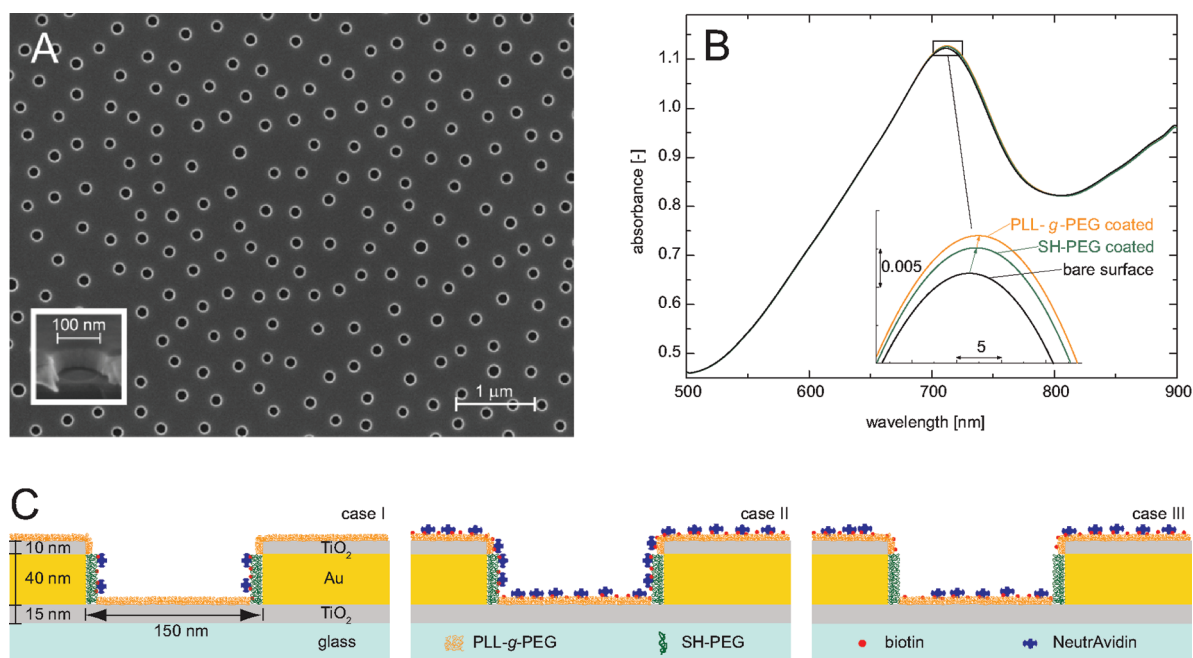 A
100 nm
1 μm
B
absorbance [-]
1.1
1.0
0.9
0.8
0.7
0.6
0.5
PLL-g-PEG coated
SH-PEG coated
bare surface
0.005
5
500 600 700 800 900
wavelength [nm]
C
case I
10 nm
TiO2
40 nm
Au
15 nm
TiO2
150 nm
glass
case II
PLL-g-PEG
SH-PEG
case III
biotin
NeutrAvidin